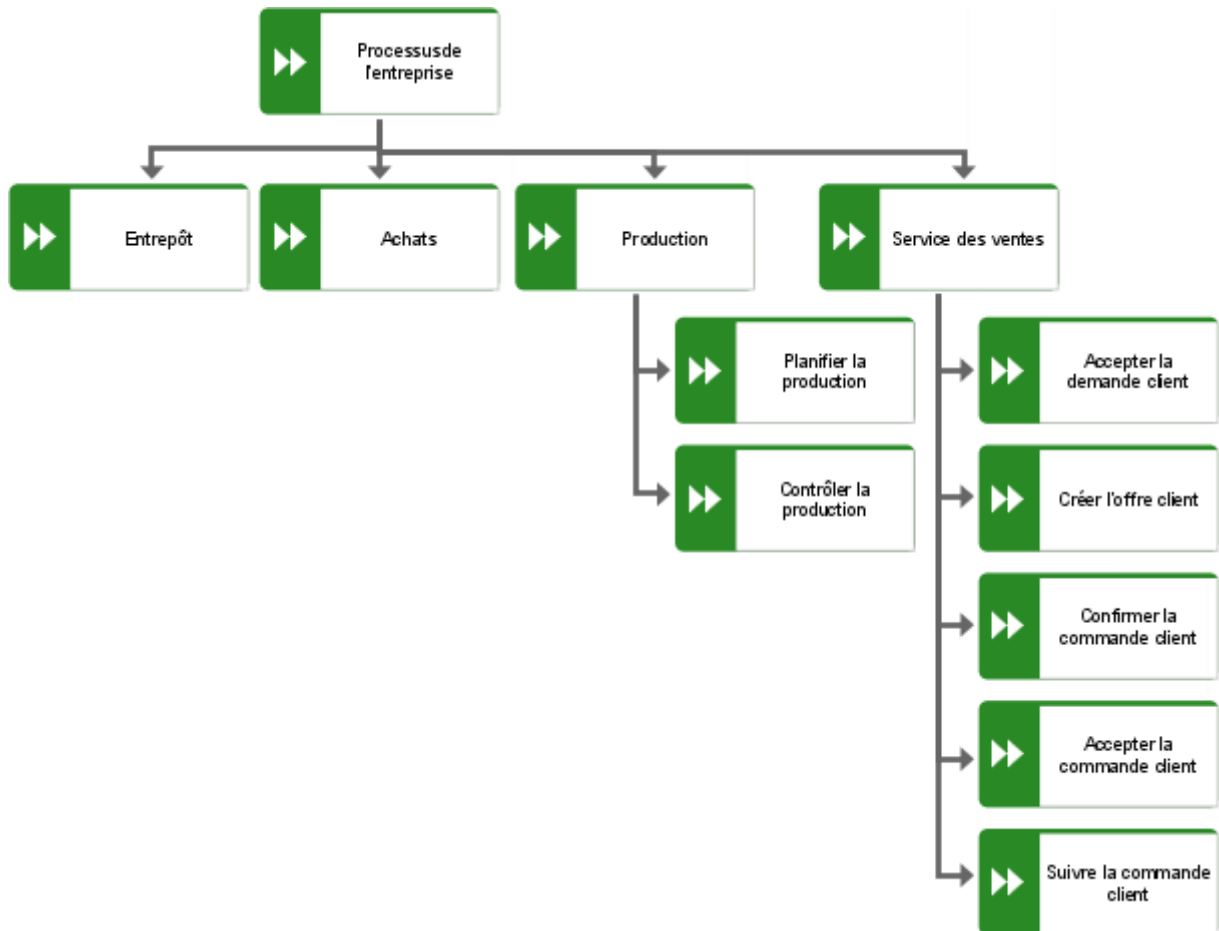 Processusde
l'entreprise
Entrepôt
Achats
Production
Service des ventes
Planifier la
production
Accepter la
demande client
Contrôler la
production
Créer l'offre client
Confirmer la
commande client
Accepter la
commande client
Suivre la commande
client